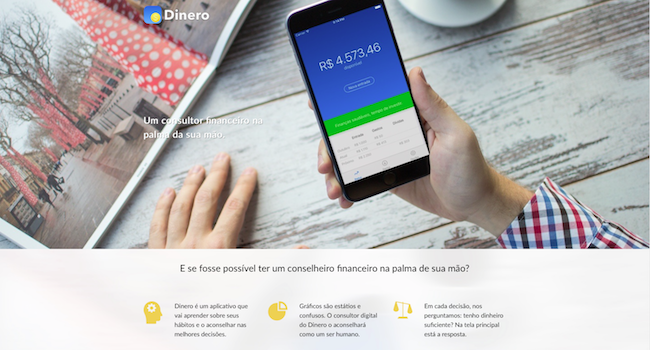 Dinero
R$ 4.573,46
disponível
Um consultor financeiro na
palma da sua mão.
E se fosse possível ter um conselheiro financeiro na palma de sua mão?
Dinero é um aplicativo que
vai aprender sobre seus
hábitos e o aconselhar nas
melhores decisões.
Gráficos são estátios e
confusos. O consultor digital
do Dinero o aconselhará
como um ser humano.
Em cada decisão, nos
perguntamos: tenho dinheiro
suficiente? Na tela principal
está a resposta.